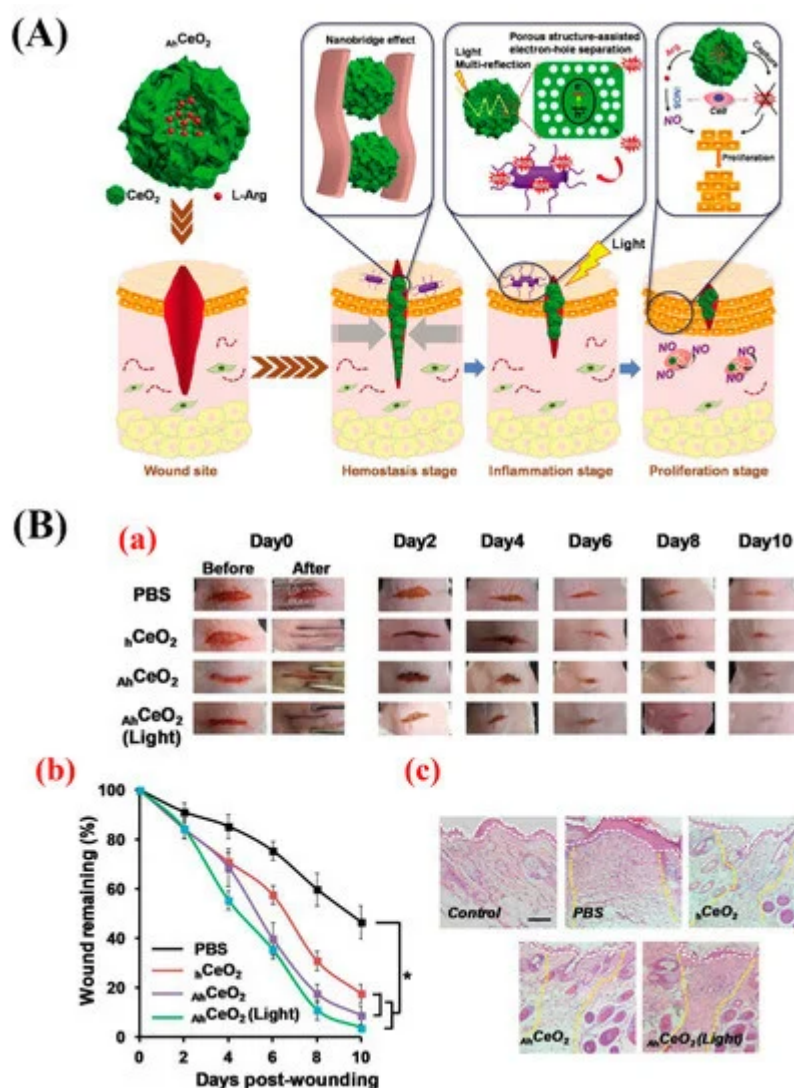 (A)
AhCeO2
CeO2
L-Arg
Nanobridge effect
Light
Multi-reflection
Porous structure-assisted
electron-hole separation
Arg
Capture
iNOS
Cell
NO
Proliferation
Light
NO
NO
NO
NO
Wound site
Hemostasis stage
Inflammation stage
Proliferation stage
(B)
(a)
Day0
Day2
Day4
Day6
Day8
Day10
Before
After
PBS
hCeO2
AhCeO2
AhCeO2
(Light)
(b)
Wound remaining (%)
100
80
60
40
20
0
PBS
hCeO2
AhCeO2
AhCeO2 (Light)
*
0 2 4 6 8 10
Days post-wounding
(c)
Control
PBS
hCeO2
AhCeO2
AhCeO2 (Light)